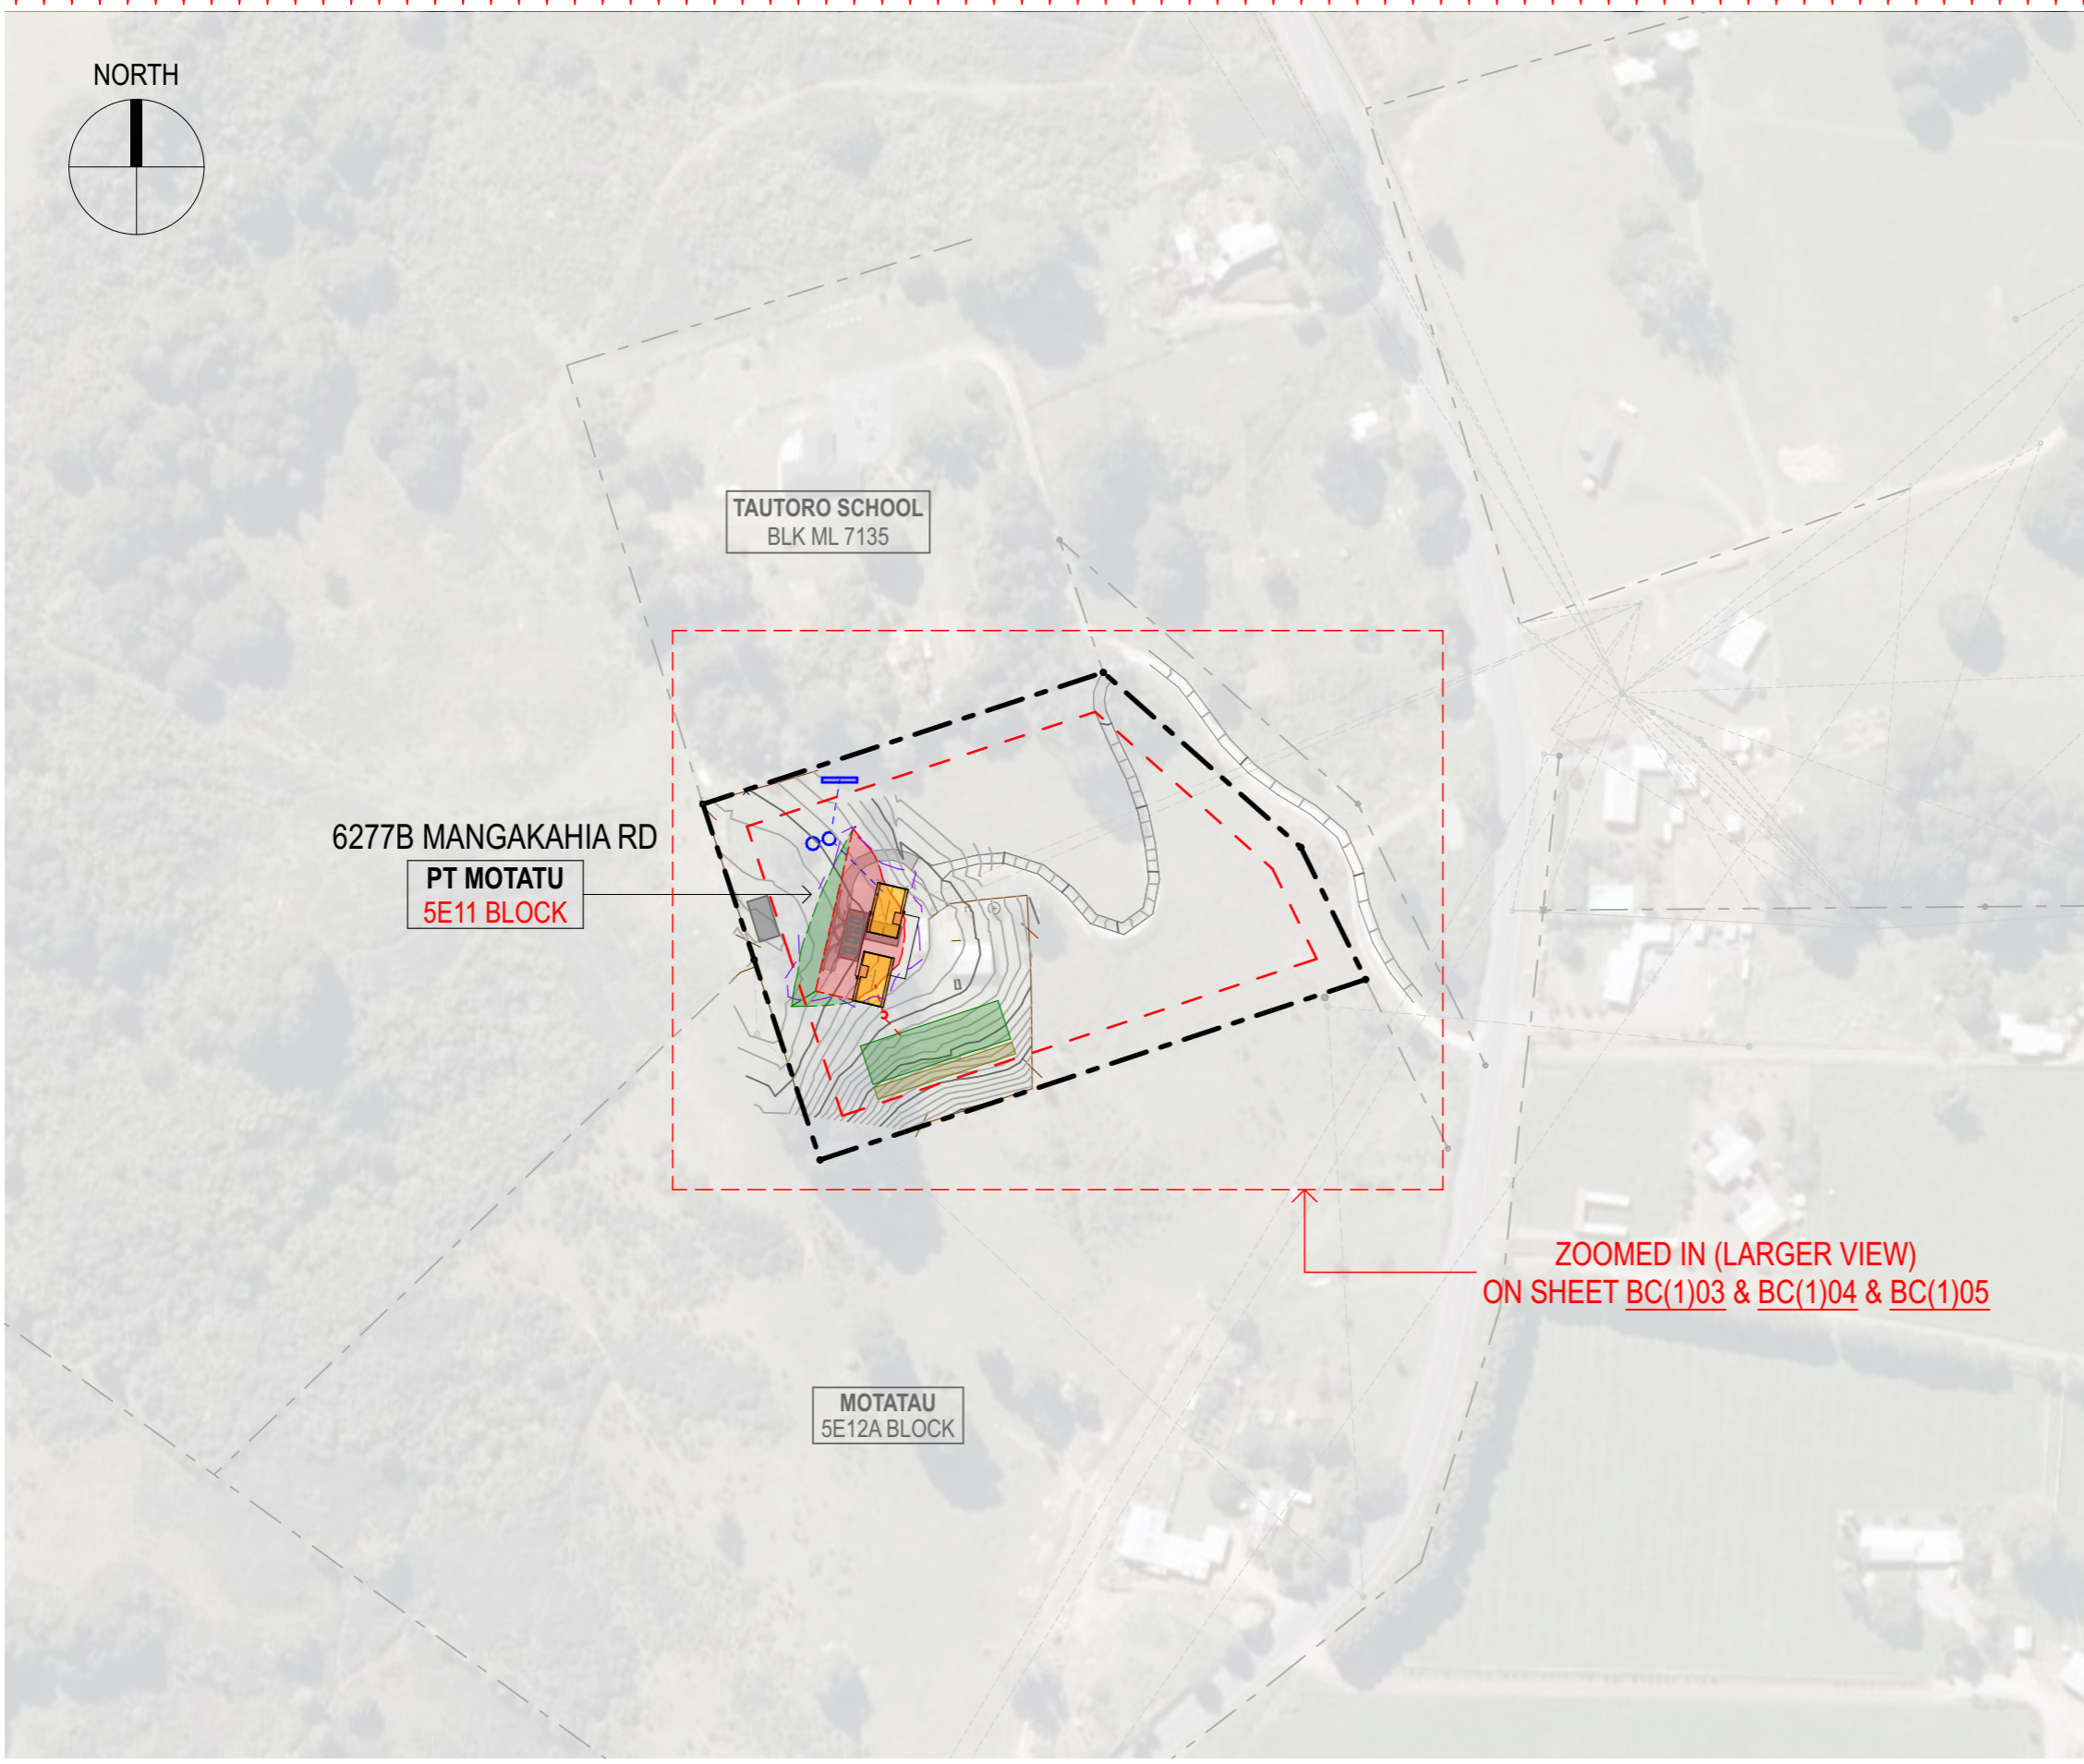 NORTH
TAUTORO SCHOOL
BLK ML 7135
6277B MANGAKAHIA RD
PT MOTATU
5E11 BLOCK
ZOOMED IN (LARGER VIEW)
ON SHEET BC(1)03 & BC(1)04 & BC(1)05
MOTATAU
5E12A BLOCK